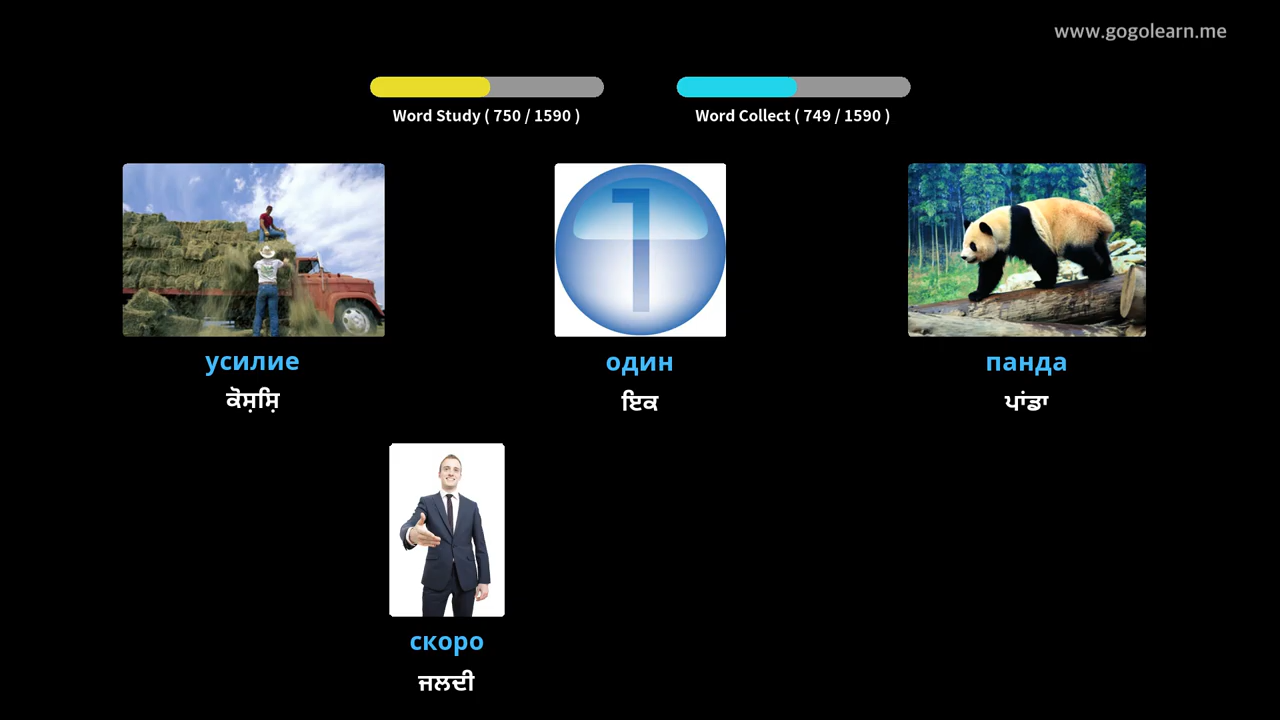 www.gogolearn.me
Word Study ( 750 / 1590 )
Word Collect ( 749 / 1590 )
усилие
один
панда
ਕੋਸ਼ਸ਼ਿ
ਇਕ
ਪਾਂਡਾ
скоро
ਜਲਦੀ